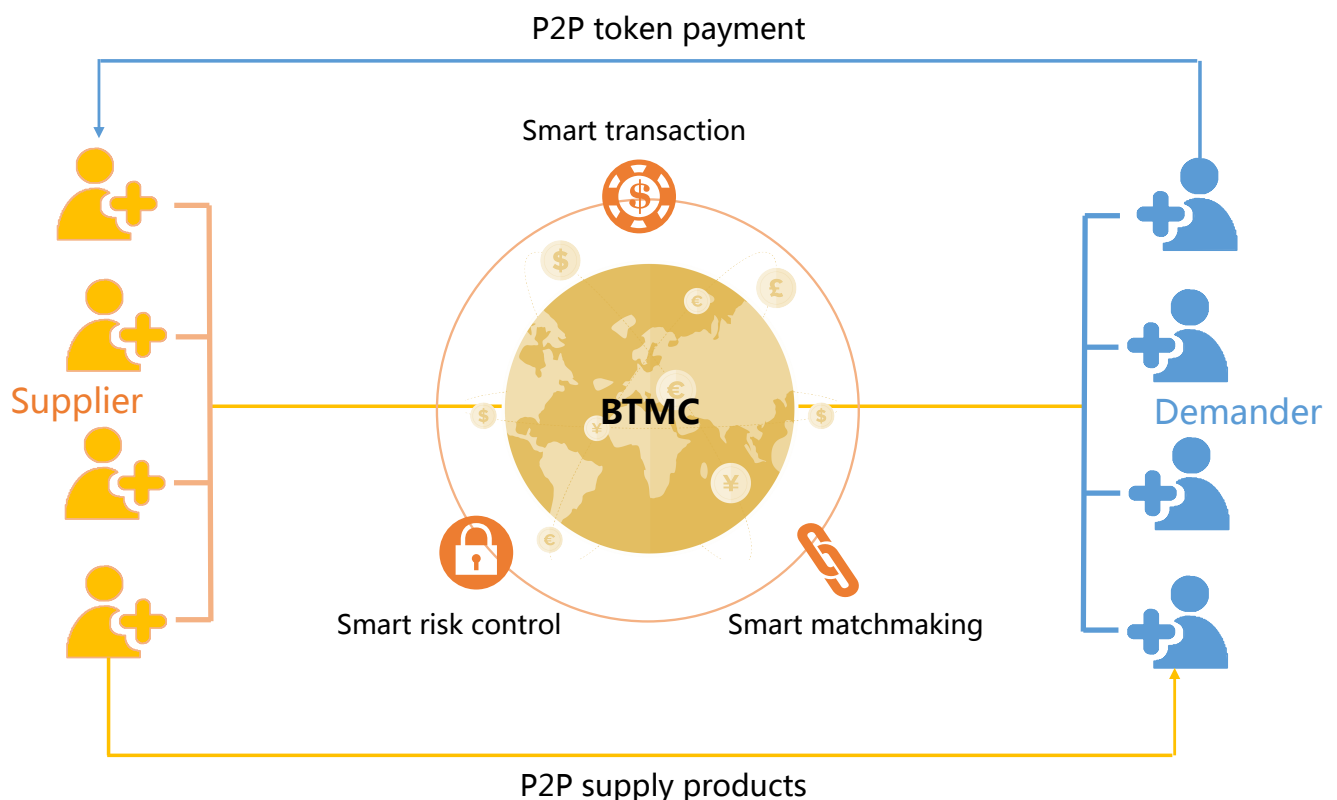 P2P token payment
Smart transaction
$
$
£
€
Supplier
€
BTMC
Demander
$
¥
$
¥
€
Smart risk control
Smart matchmaking
P2P supply products